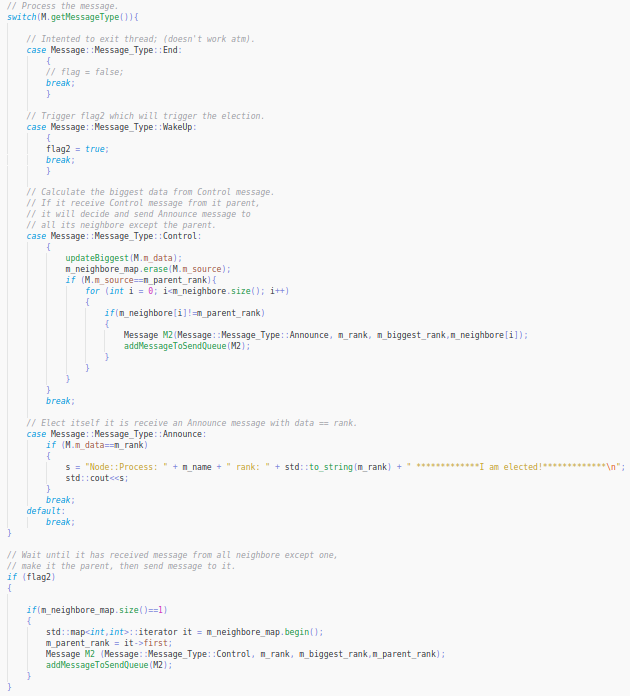 // Process the message.
switch(M.getMessageType()){
// Intented to exit thread; (doesn't work atm).
case Message::Message_Type::End:
{
// flag = false;
break;
}
// Trigger flag2 which will trigger the election.
case Message::Message_Type::WakeUp:
{
flag2 = true;
break;
}
// Calculate the biggest data from Control message.
// If it receive Control message from it parent,
// it will decide and send Announce message to
// all its neighbore except the parent.
case Message::Message_Type::Control:
{
updateBiggest(M.m_data);
m_neighbore_map.erase(M.m_source);
if (M.m_source==m_parent_rank){
for (int i = 0; i<m_neighbore.size(); i++)
{
if(m_neighbore[i]!=m_parent_rank)
{
Message M2(Message::Message_Type::Announce, m_rank, m_biggest_rank,m_neighbore[i]);
addMessageToSendQueue(M2);
}
}
}
}
break;
// Elect itself it is receive an Announce message with data == rank.
case Message::Message_Type::Announce:
if (M.m_data==m_rank)
{
s = "Node::Process: " + m_name + " rank: " + std::to_string(m_rank) + " *************I am elected!*************\n";
std::cout<<s;
}
break;
default:
break;
}
// Wait until it has received message from all neighbore except one,
// make it the parent, then send message to it.
if (flag2)
{
if(m_neighbore_map.size()==1)
{
std::map<int,int>::iterator it = m_neighbore_map.begin();
m_parent_rank = it->first;
Message M2 (Message::Message_Type::Control, m_rank, m_biggest_rank,m_parent_rank);
addMessageToSendQueue(M2);
}
}